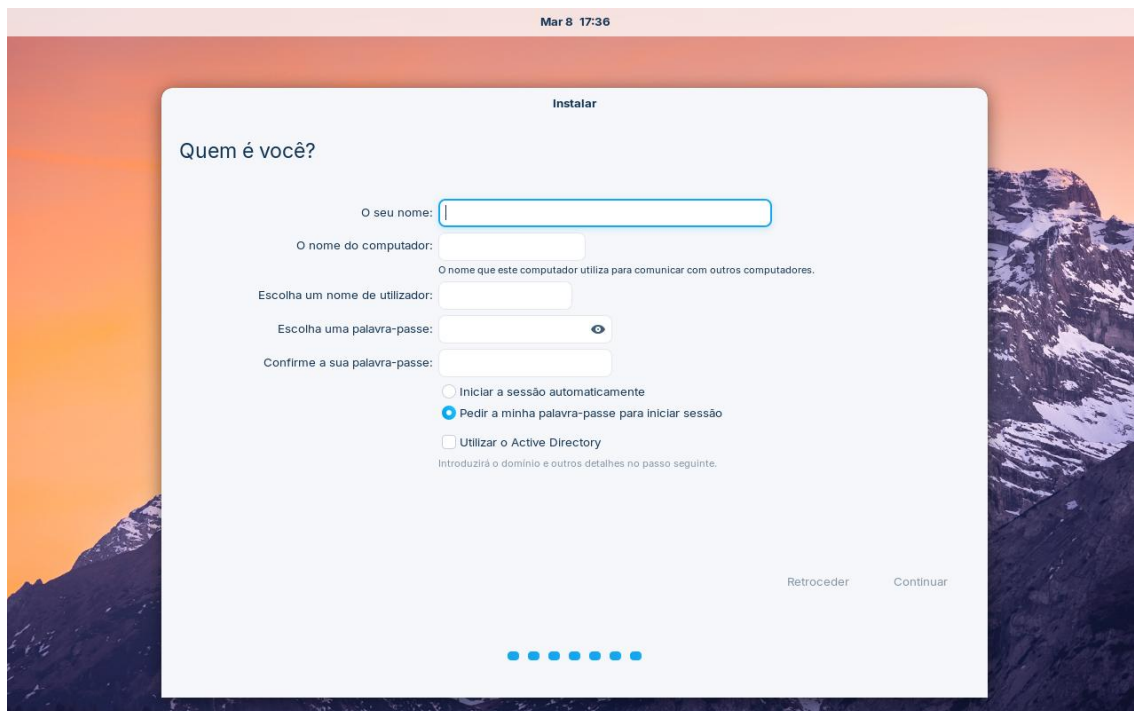 Mar 8 17:36
Instalar
Quem é você?
O seu nome:
O nome do computador:
O nome que este computador utiliza para comunicar com outros computadores.
Escolha um nome de utilizador:
Escolha uma palavra-passe:
Confirme a sua palavra-passe:
Iniciar a sessão automaticamente
Pedir a minha palavra-passe para iniciar sessão
Utilizar o Active Directory
Introduzirá o domínio e outros detalhes no passo seguinte.
Retroceder Continuar